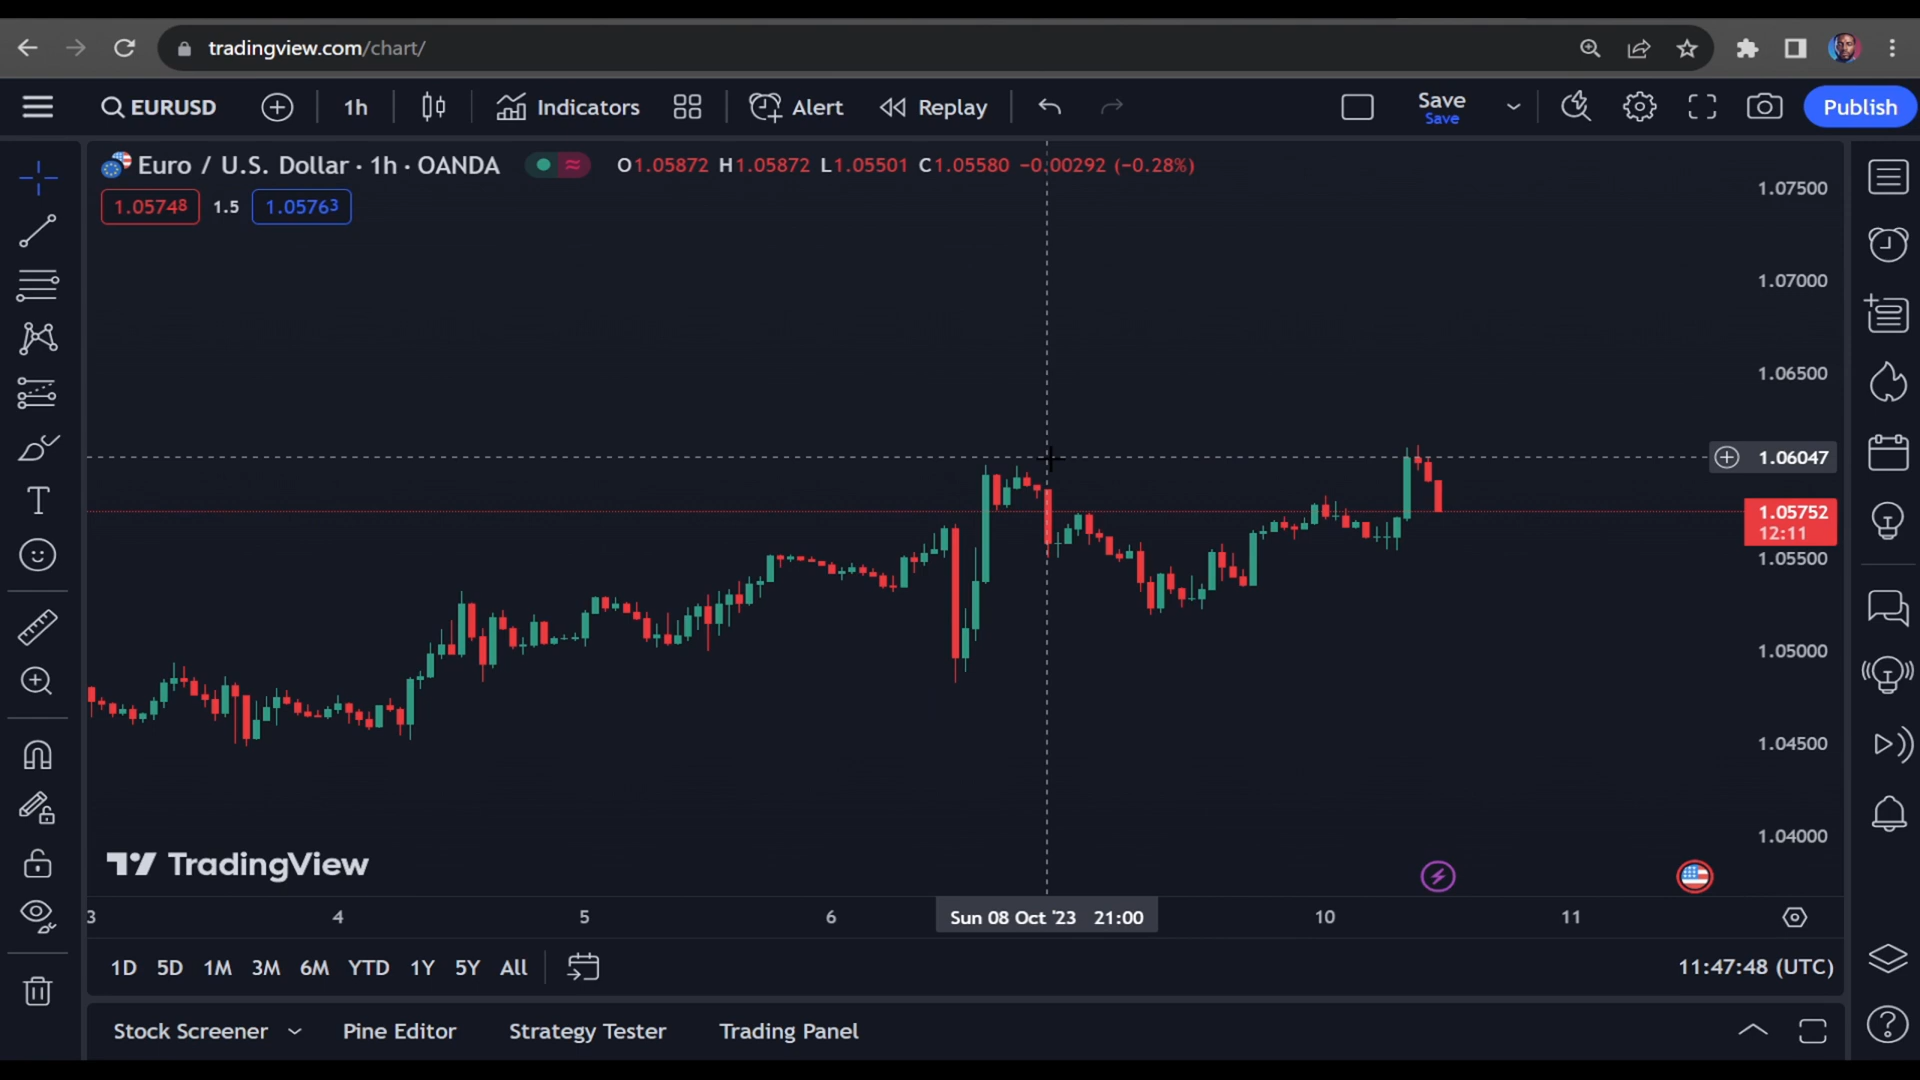 tradingview.com/chart/
EURUSD 1h Indicators Alert Replay Save Publish
Save
Euro / U.S. Dollar · 1h · OANDA O1.05872 H1.05872 L1.05501 C1.05580 −0.00292 (−0.28%)
1.05748 1.5 1.05763
1.07500
1.07000
1.06500
1.06047
1.05752
12:11
1.05500
1.05000
1.04500
1.04000
TradingView
3 4 5 6 Sun 08 Oct '23 21:00 10 11
1D 5D 1M 3M 6M YTD 1Y 5Y All 11:47:48 (UTC)
Stock Screener Pine Editor Strategy Tester Trading Panel